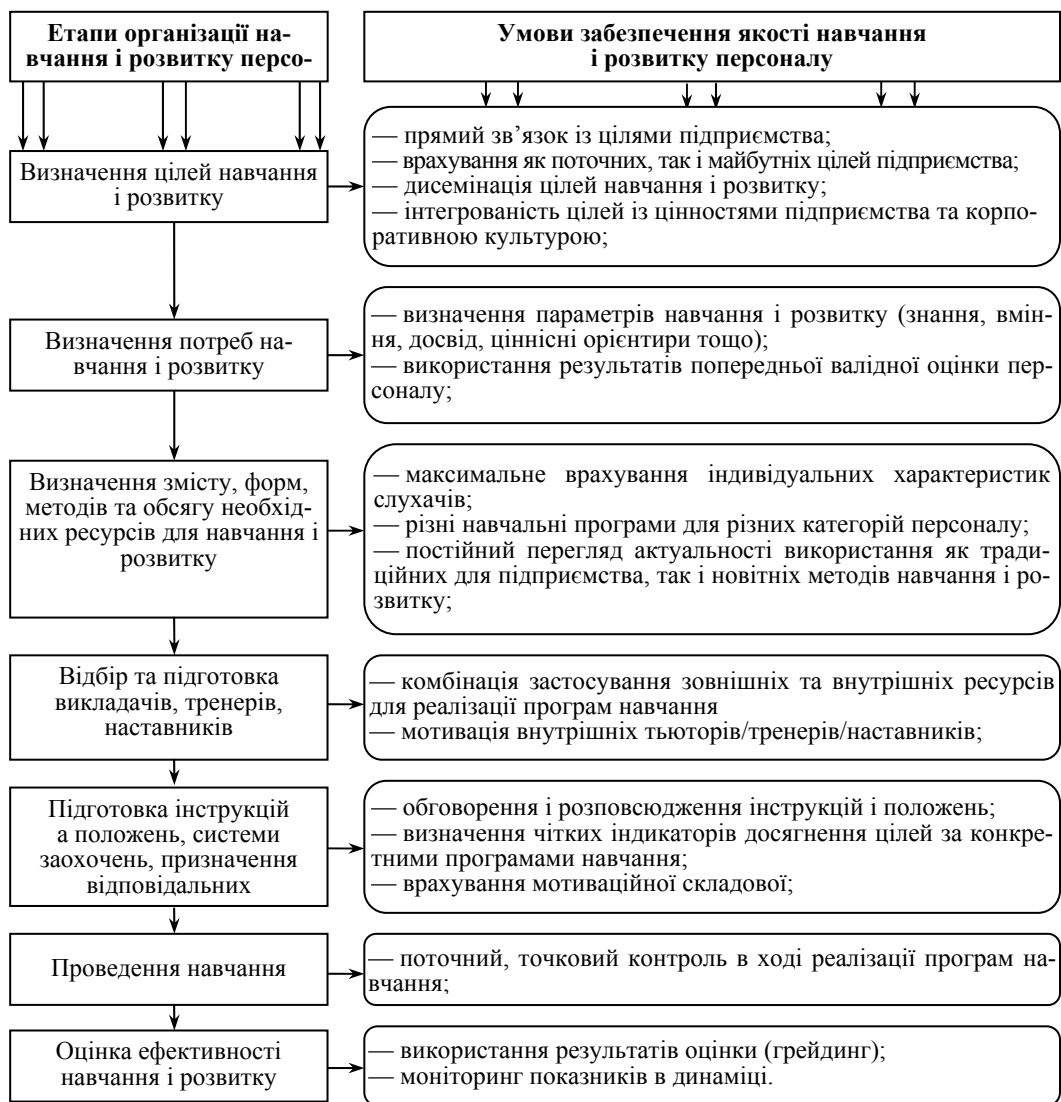 Етапи організації на-
вчання і розвитку персо-
Умови забезпечення якості навчання
і розвитку персоналу
Визначення цілей навчання
і розвитку
— прямий зв’язок із цілями підприємства;
— врахування як поточних, так і майбутніх цілей підприємства;
— дисемінація цілей навчання і розвитку;
— інтегрованість цілей із цінностями підприємства та корпо-
ративною культурою;
Визначення потреб на-
вчання і розвитку
— визначення параметрів навчання і розвитку (знання, вмін-
ня, досвід, ціннісні орієнтири тощо);
— використання результатів попередньої валідної оцінки пер-
соналу;
Визначення змісту, форм,
методів та обсягу необхід-
них ресурсів для навчання і
розвитку
— максимальне врахування індивідуальних характеристик
слухачів;
— різні навчальні програми для різних категорій персоналу;
— постійний перегляд актуальності використання як тради-
ційних для підприємства, так і новітніх методів навчання і ро-
звитку;
Відбір та підготовка
викладачів, тренерів,
наставників
— комбінація застосування зовнішніх та внутрішніх ресурсів
для реалізації програм навчання
— мотивація внутрішніх тьюторів/тренерів/наставників;
Підготовка інструкцій
а положень, системи
заохочень, призначення
відповідальних
— обговорення і розповсюдження інструкцій і положень;
— визначення чітких індикаторів досягнення цілей за конкре-
тними програмами навчання;
— врахування мотиваційної складової;
Проведення навчання
— поточний, точковий контроль в ході реалізації програм на-
вчання;
Оцінка ефективності
навчання і розвитку
— використання результатів оцінки (грейдинг);
— моніторинг показників в динаміці.